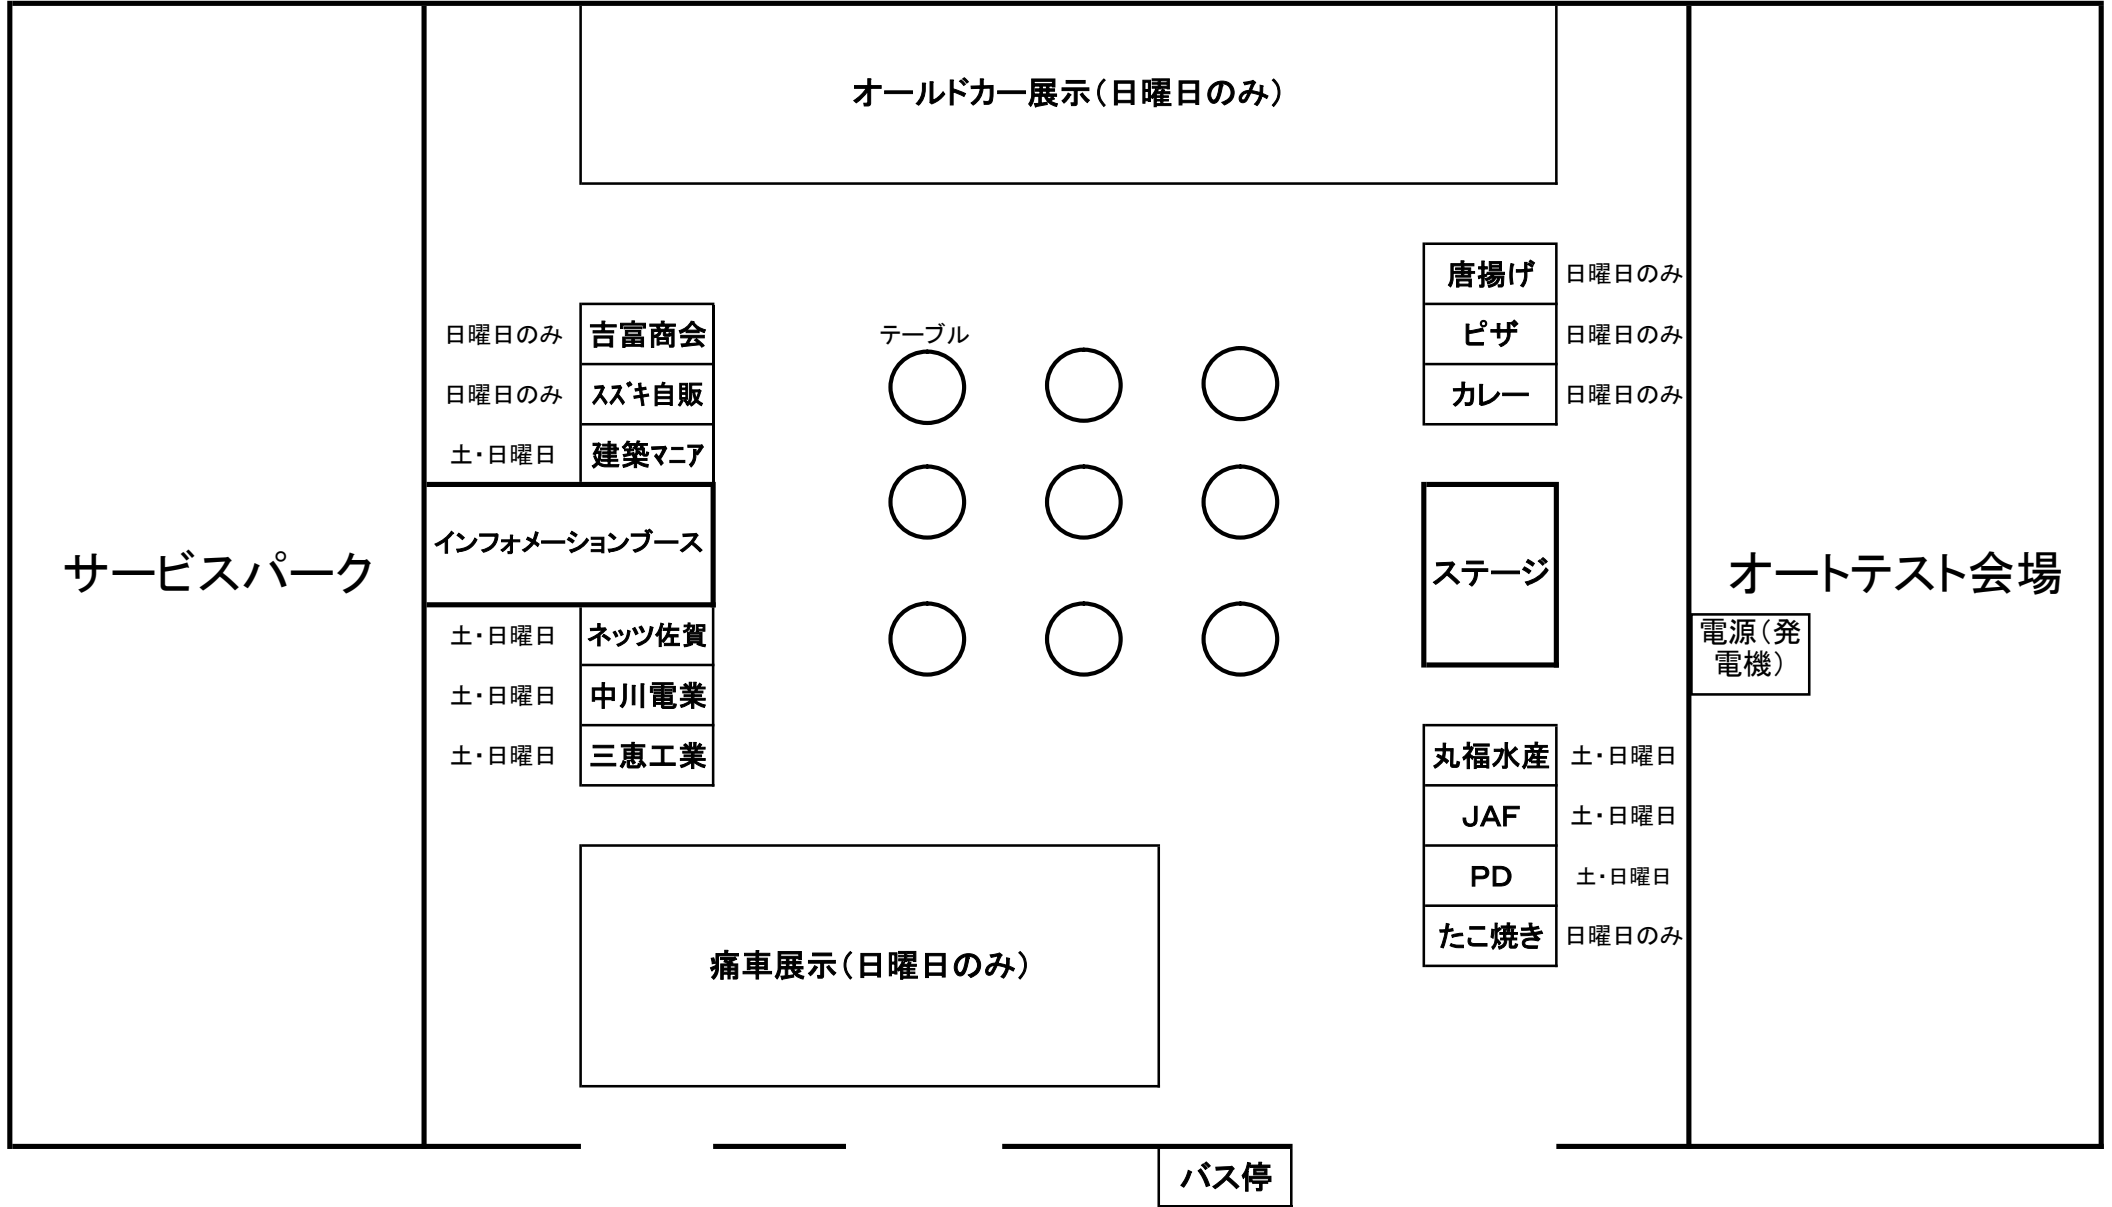 オールドカー展示(日曜日のみ)
唐揚げ 日曜日のみ
日曜日のみ 吉富商会
テーブル
ピザ 日曜日のみ
日曜日のみ スズキ自販
カレー 日曜日のみ
土・日曜日 建築マニア
インフォメーションブース
サービスパーク
ステージ
オートテスト会場
電源(発
電機)
土・日曜日 ネッツ佐賀
土・日曜日 中川電業
土・日曜日 三恵工業
丸福水産 土・日曜日
JAF 土・日曜日
PD 土・日曜日
たこ焼き 日曜日のみ
痛車展示(日曜日のみ)
バス停